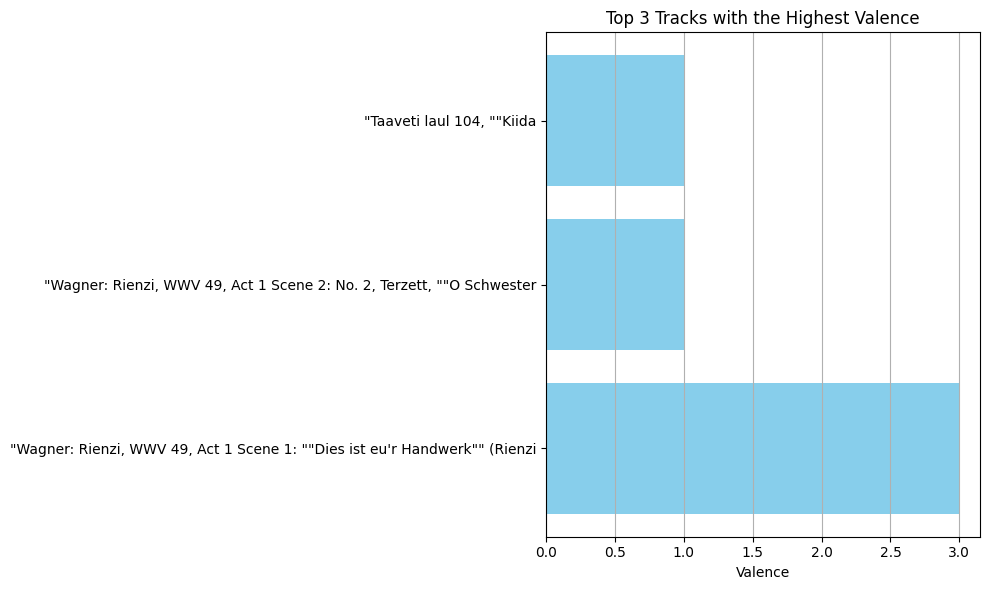 Top 3 Tracks with the Highest Valence
"Taaveti laul 104, ""Kiida
"Wagner: Rienzi, WWV 49, Act 1 Scene 2: No. 2, Terzett, ""O Schwester
"Wagner: Rienzi, WWV 49, Act 1 Scene 1: ""Dies ist eu'r Handwerk"" (Rienzi
0.0 0.5 1.0 1.5 2.0 2.5 3.0
Valence